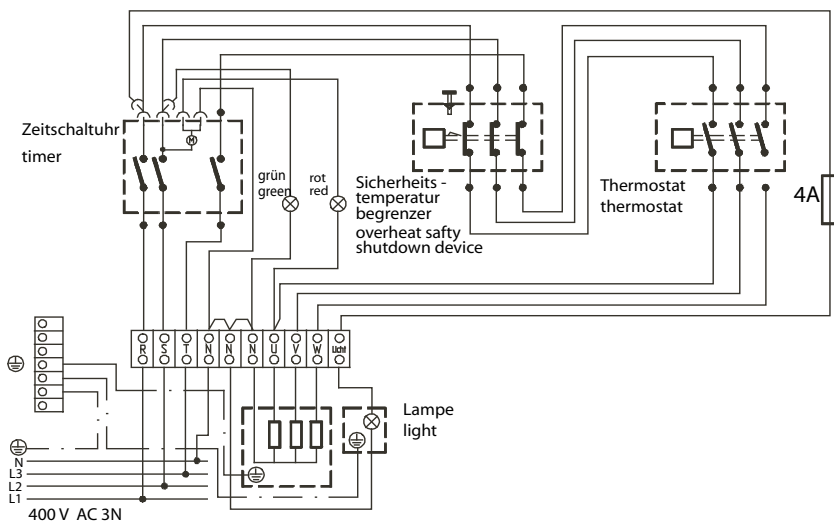 Zeitschaltuhr
timer
M
grün
green
rot
red
Sicherheits -
temperatur
begrenzer
overheat safty
shutdown device
Thermostat
thermostat
4A
R S T N N N U V W Licht
Lampe
light
N
L3
L2
L1
400 V AC 3N